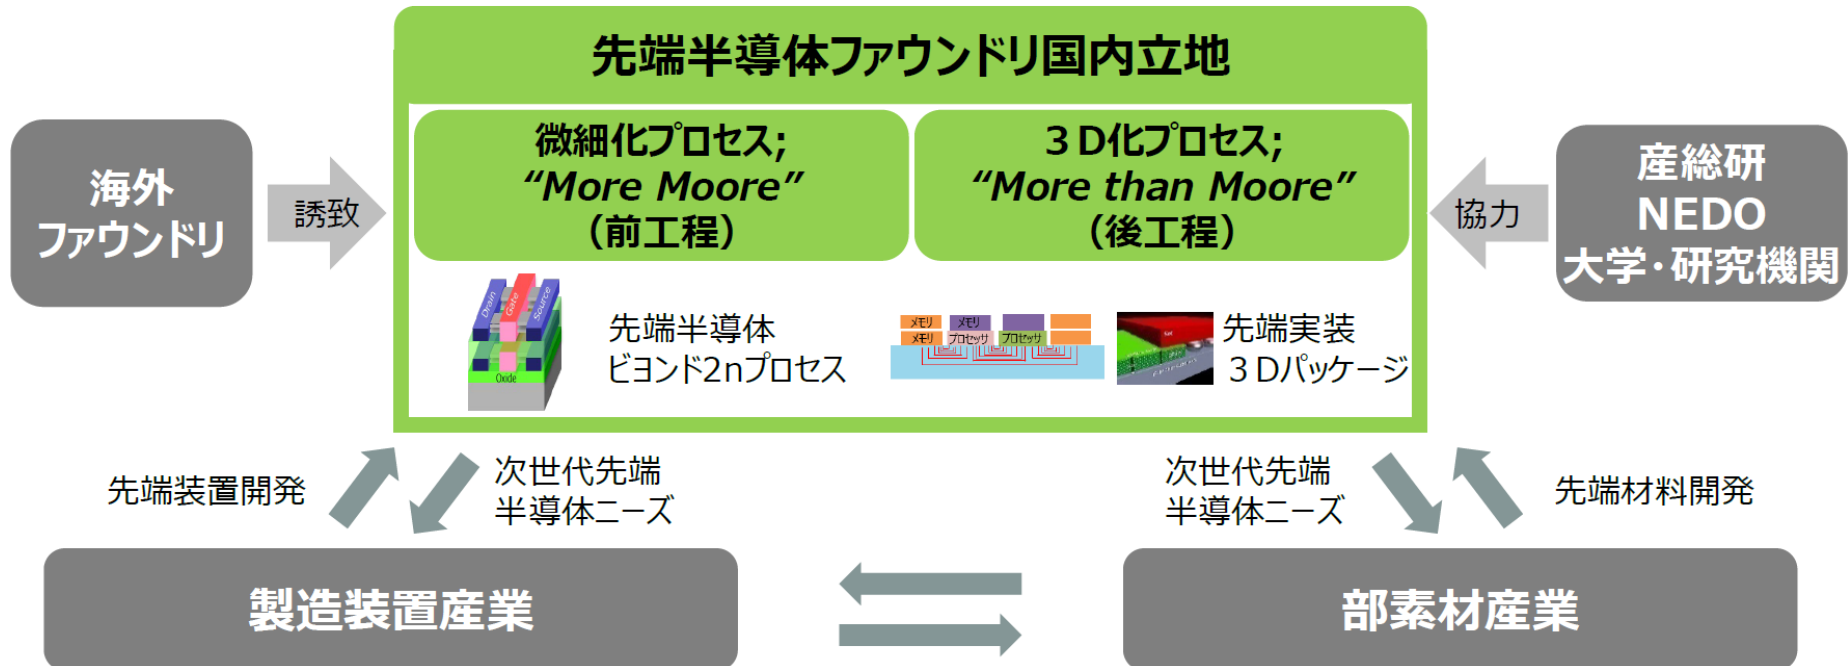 先端半導体ファウンドリ国内立地
海外
ファウンドリ
誘致
微細化プロセス;
“More Moore”
（前工程）
３Ｄ化プロセス;
“More than Moore”
（後工程）
協力
産総研
NEDO
大学・研究機関
Drain
Gate
Source
Oxide
先端半導体
ビヨンド2nプロセス
メモリ
メモリ
メモリ
プロセッサ
プロセッサ
先端実装
３Ｄパッケージ
先端装置開発
次世代先端
半導体ニーズ
次世代先端
半導体ニーズ
先端材料開発
製造装置産業
部素材産業